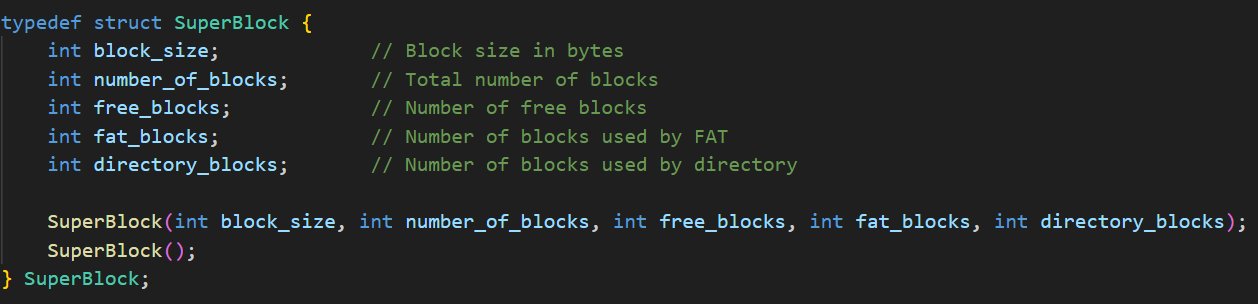 typedef struct SuperBlock {
    int block_size;             // Block size in bytes
    int number_of_blocks;       // Total number of blocks
    int free_blocks;            // Number of free blocks
    int fat_blocks;             // Number of blocks used by FAT
    int directory_blocks;       // Number of blocks used by directory

    SuperBlock(int block_size, int number_of_blocks, int free_blocks, int fat_blocks, int directory_blocks);
    SuperBlock();
} SuperBlock;